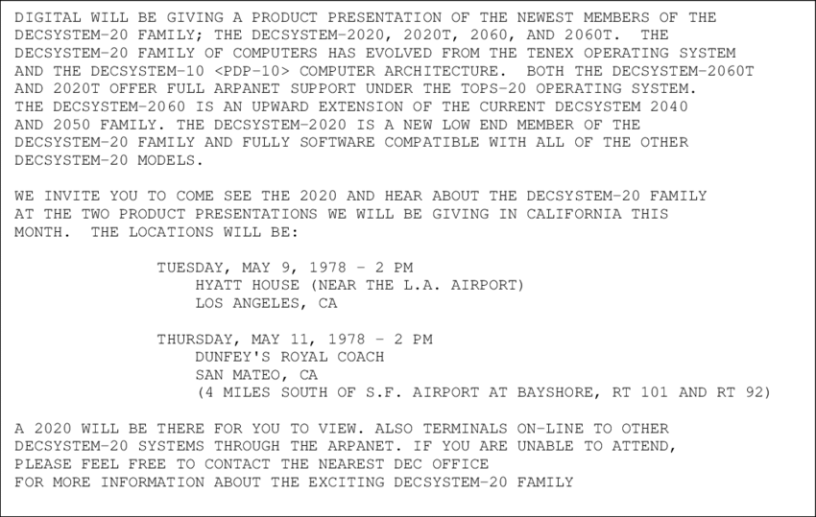 DIGITAL WILL BE GIVING A PRODUCT PRESENTATION OF THE NEWEST MEMBERS OF THE
DECSYSTEM-20 FAMILY; THE DECSYSTEM-2020, 2020T, 2060, AND 2060T.  THE
DECSYSTEM-20 FAMILY OF COMPUTERS HAS EVOLVED FROM THE TENEX OPERATING SYSTEM
AND THE DECSYSTEM-10 <PDP-10> COMPUTER ARCHITECTURE.  BOTH THE DECSYSTEM-2060T
AND 2020T OFFER FULL ARPANET SUPPORT UNDER THE TOPS-20 OPERATING SYSTEM.
THE DECSYSTEM-2060 IS AN UPWARD EXTENSION OF THE CURRENT DECSYSTEM 2040
AND 2050 FAMILY. THE DECSYSTEM-2020 IS A NEW LOW END MEMBER OF THE
DECSYSTEM-20 FAMILY AND FULLY SOFTWARE COMPATIBLE WITH ALL OF THE OTHER
DECSYSTEM-20 MODELS.
WE INVITE YOU TO COME SEE THE 2020 AND HEAR ABOUT THE DECSYSTEM-20 FAMILY
AT THE TWO PRODUCT PRESENTATIONS WE WILL BE GIVING IN CALIFORNIA THIS
MONTH.  THE LOCATIONS WILL BE:
TUESDAY, MAY 9, 1978 - 2 PM
HYATT HOUSE (NEAR THE L.A. AIRPORT)
LOS ANGELES, CA
THURSDAY, MAY 11, 1978 - 2 PM
DUNFEY'S ROYAL COACH
SAN MATEO, CA
(4 MILES SOUTH OF S.F. AIRPORT AT BAYSHORE, RT 101 AND RT 92)
A 2020 WILL BE THERE FOR YOU TO VIEW. ALSO TERMINALS ON-LINE TO OTHER
DECSYSTEM-20 SYSTEMS THROUGH THE ARPANET. IF YOU ARE UNABLE TO ATTEND,
PLEASE FEEL FREE TO CONTACT THE NEAREST DEC OFFICE
FOR MORE INFORMATION ABOUT THE EXCITING DECSYSTEM-20 FAMILY